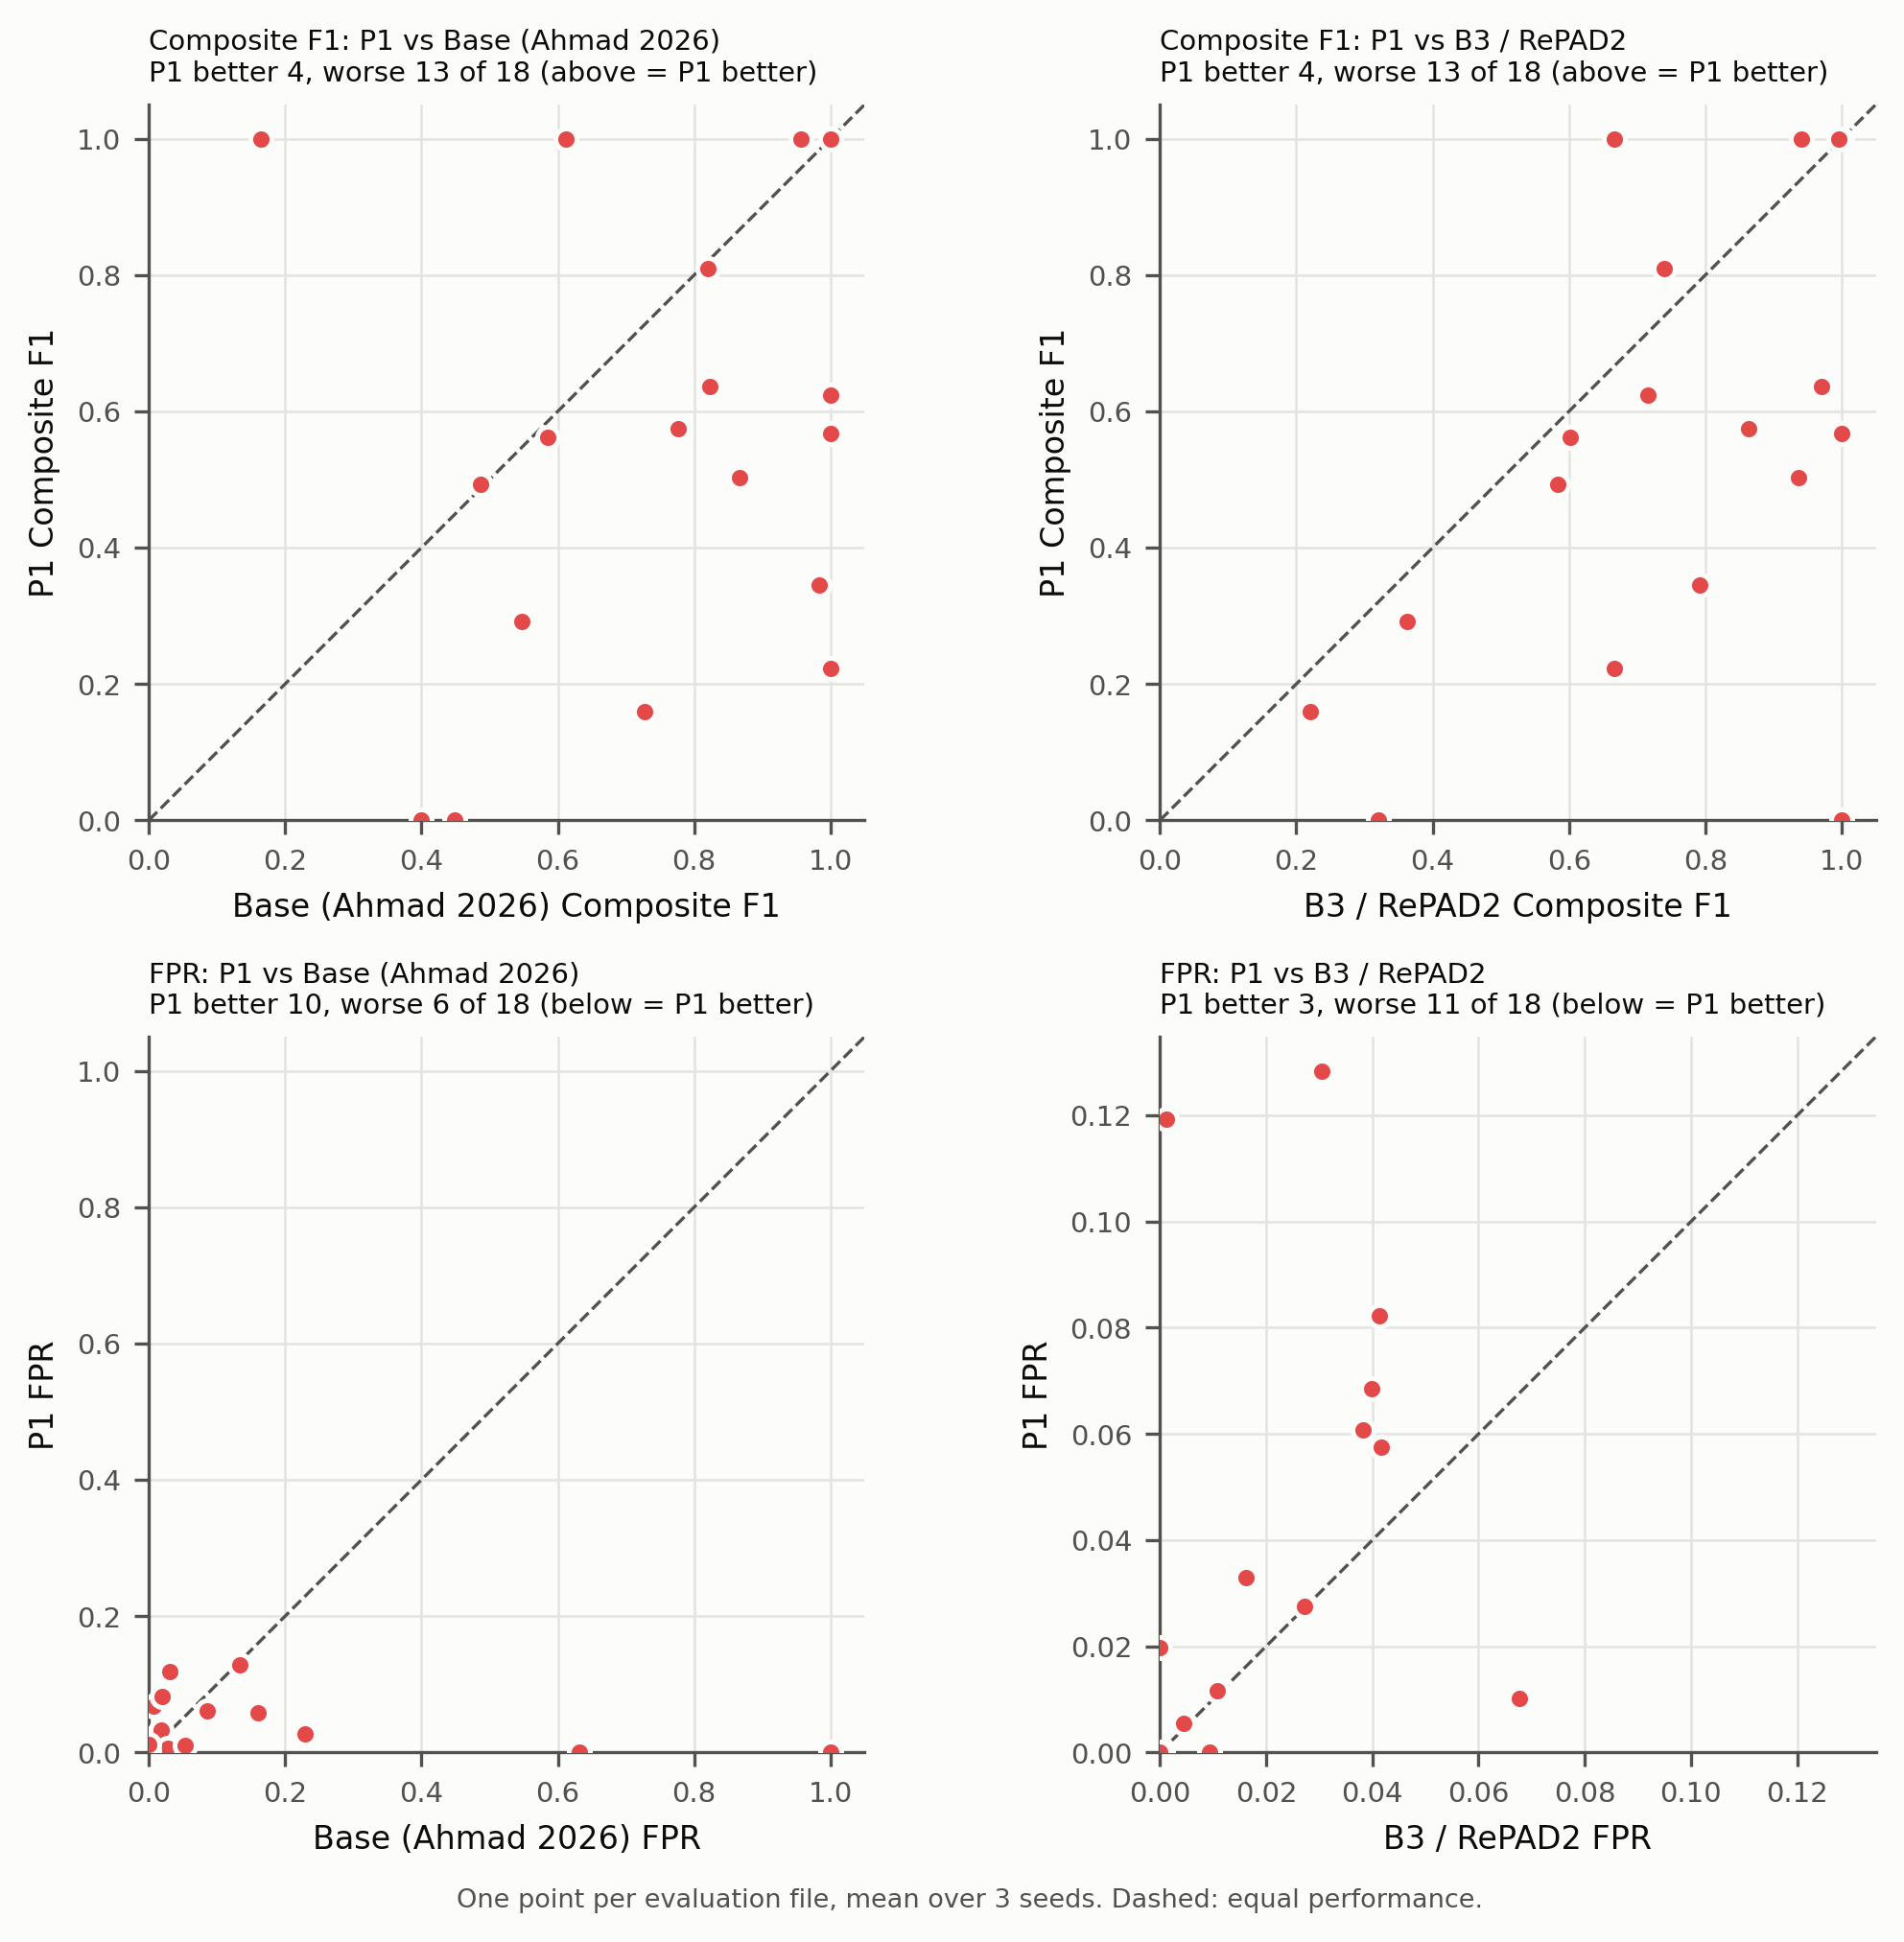 Composite F1: P1 vs Base (Ahmad 2026)
P1 better 4, worse 13 of 18 (above = P1 better)
P1 Composite F1
1.0
0.8
0.6
0.4
0.2
0.0
0.0 0.2 0.4 0.6 0.8 1.0
Base (Ahmad 2026) Composite F1
Composite F1: P1 vs B3 / RePAD2
P1 better 4, worse 13 of 18 (above = P1 better)
P1 Composite F1
1.0
0.8
0.6
0.4
0.2
0.0
0.0 0.2 0.4 0.6 0.8 1.0
B3 / RePAD2 Composite F1
FPR: P1 vs Base (Ahmad 2026)
P1 better 10, worse 6 of 18 (below = P1 better)
P1 FPR
1.0
0.8
0.6
0.4
0.2
0.0
0.0 0.2 0.4 0.6 0.8 1.0
Base (Ahmad 2026) FPR
FPR: P1 vs B3 / RePAD2
P1 better 3, worse 11 of 18 (below = P1 better)
P1 FPR
0.12
0.10
0.08
0.06
0.04
0.02
0.00
0.00 0.02 0.04 0.06 0.08 0.10 0.12
B3 / RePAD2 FPR
One point per evaluation file, mean over 3 seeds. Dashed: equal performance.